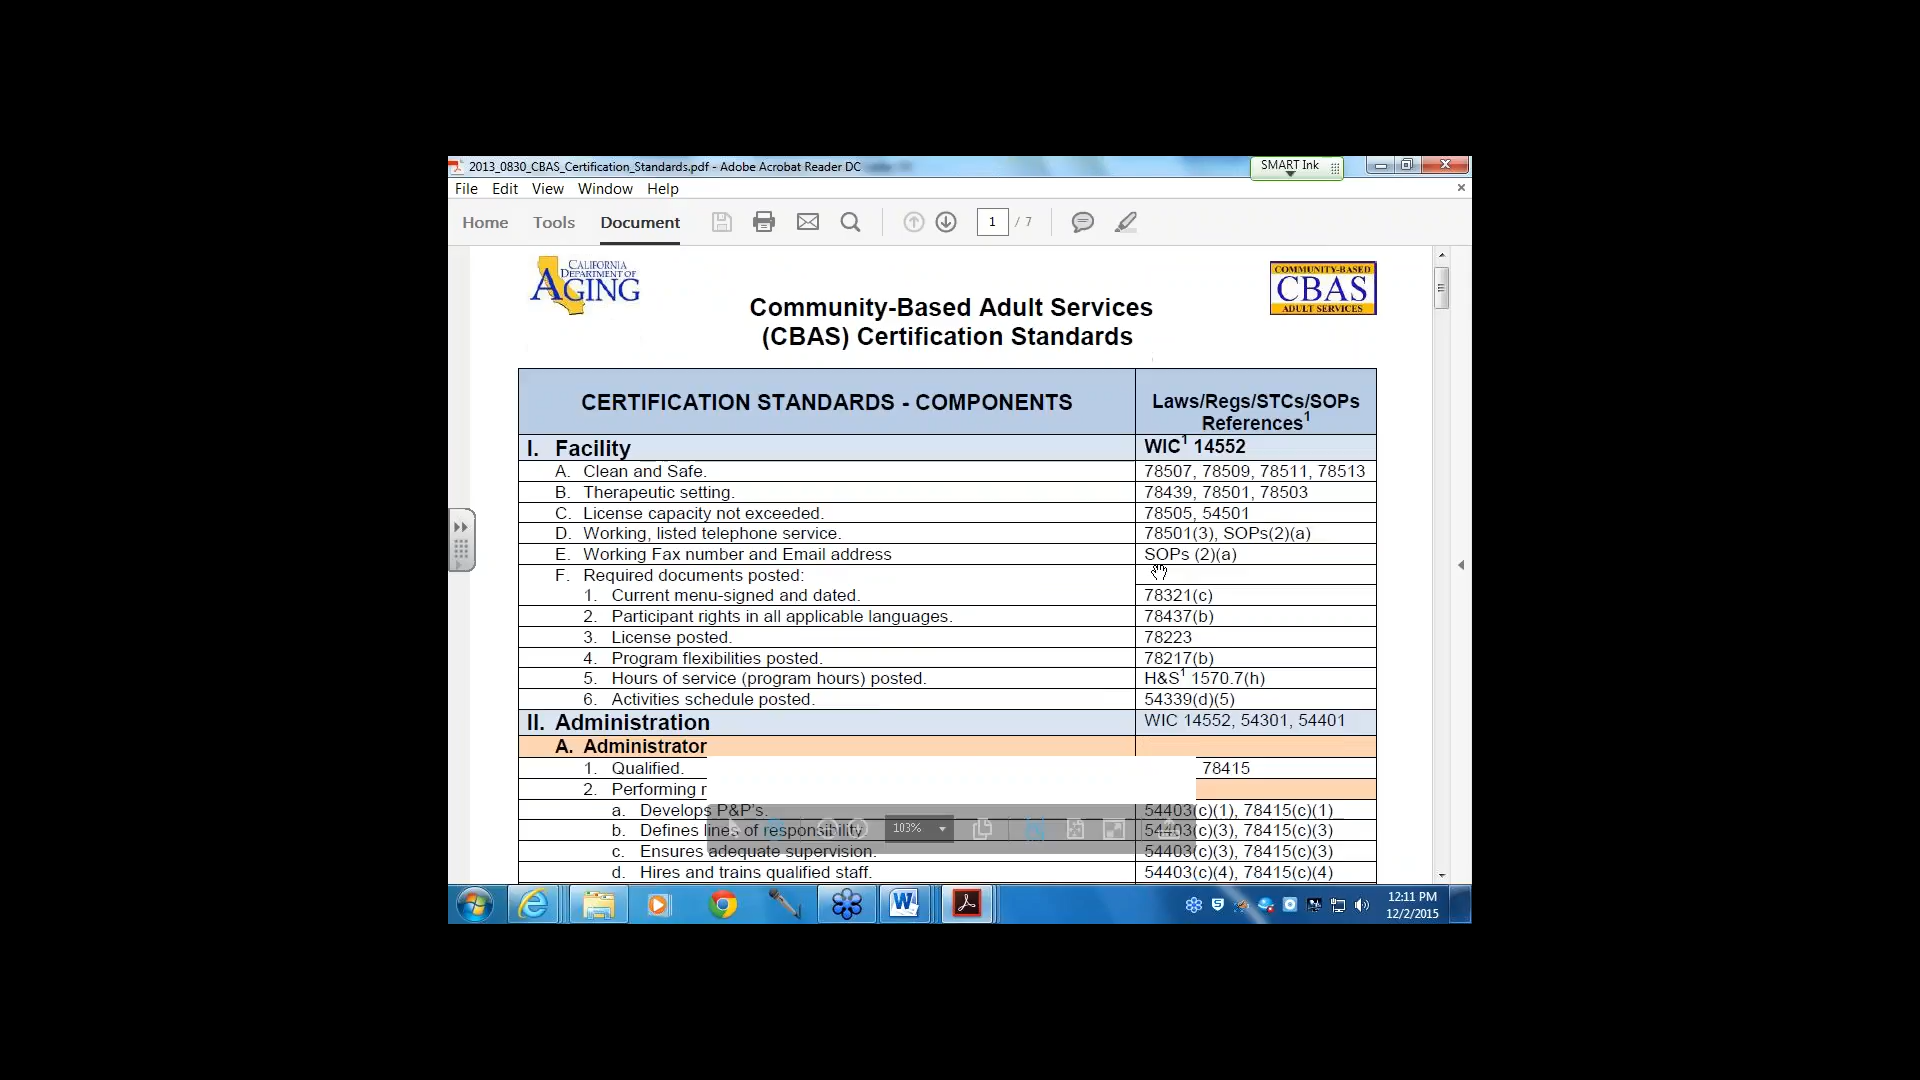 2013_0830_CBAS_Certification_Standards.pdf - Adobe Acrobat Reader DC
SMART Ink
File Edit View Window Help
Home Tools Document 1 / 7
CALIFORNIA
DEPARTMENT OF
AGING
COMMUNITY-BASED
CBAS
ADULT SERVICES
Community-Based Adult Services
(CBAS) Certification Standards
CERTIFICATION STANDARDS - COMPONENTS
Laws/Regs/STCs/SOPs
References1
I. Facility WIC1 14552
A. Clean and Safe. 78507, 78509, 78511, 78513
B. Therapeutic setting. 78439, 78501, 78503
C. License capacity not exceeded. 78505, 54501
D. Working, listed telephone service. 78501(3), SOPs(2)(a)
E. Working Fax number and Email address SOPs (2)(a)
F. Required documents posted:
1. Current menu-signed and dated. 78321(c)
2. Participant rights in all applicable languages. 78437(b)
3. License posted. 78223
4. Program flexibilities posted. 78217(b)
5. Hours of service (program hours) posted. H&S1 1570.7(h)
6. Activities schedule posted. 54339(d)(5)
II. Administration WIC 14552, 54301, 54401
A. Administrator
1. Qualified. 78415
2. Performing
a. Develops P&P's. 54403(c)(1), 78415(c)(1)
b. Defines lines of responsibility 54403(c)(3), 78415(c)(3)
103%
c. Ensures adequate supervision. 54403(c)(3), 78415(c)(3)
d. Hires and trains qualified staff. 54403(c)(4), 78415(c)(4)
12:11 PM
12/2/2015